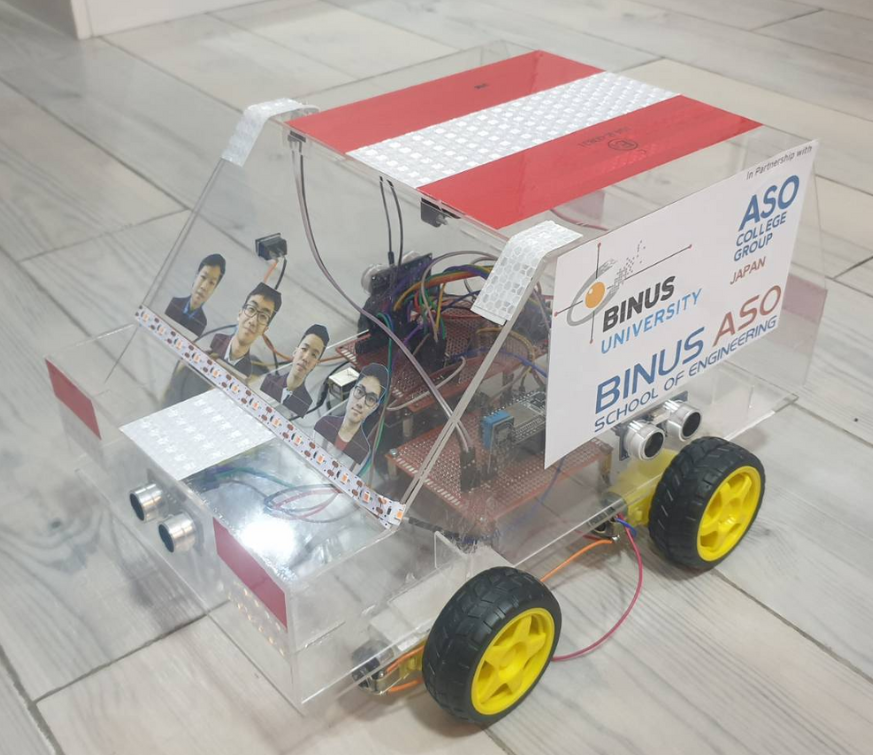 In Partnership with
ASO
COLLEGE
GROUP
JAPAN
BINUS
UNIVERSITY
BINUS ASO
SCHOOL OF ENGINEERING